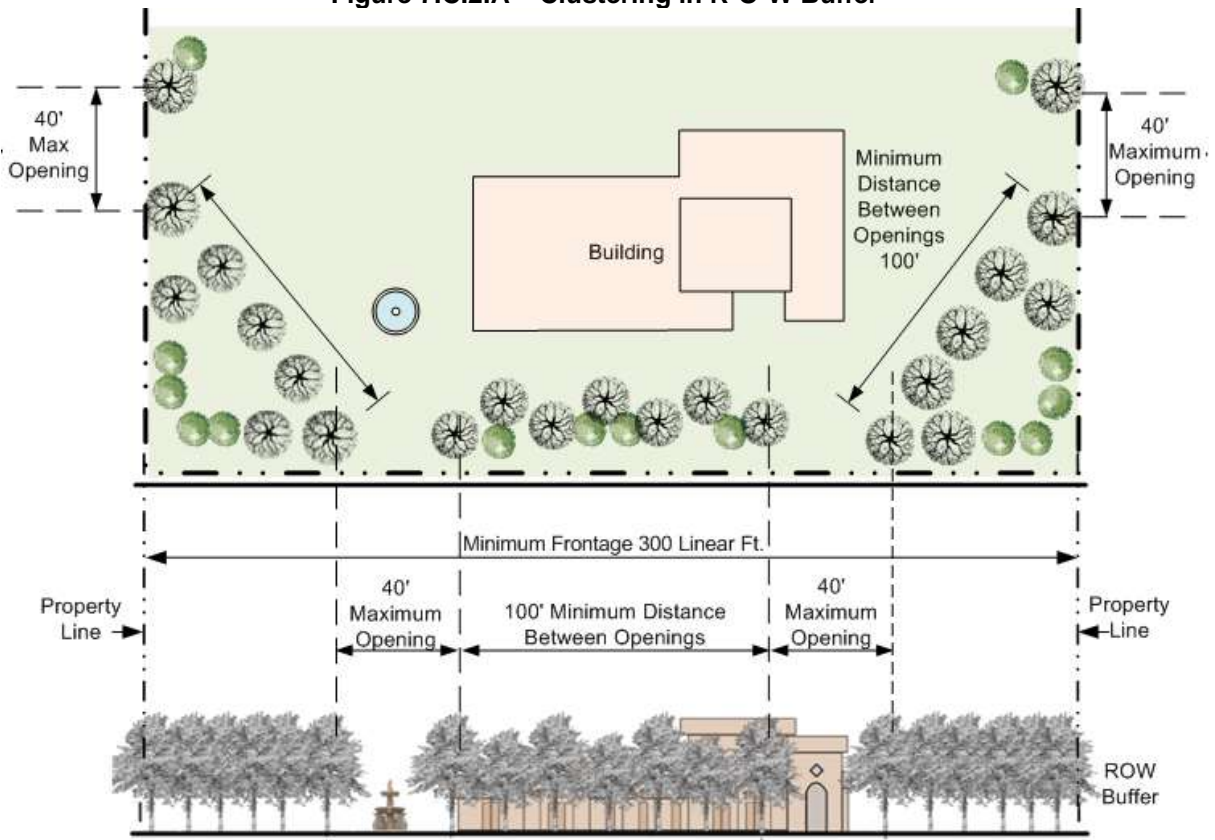 40'
Max
Opening
40'
Maximum
Opening
Minimum
Distance
Between
Openings
100'
Building
Minimum Frontage 300 Linear Ft.
Property
Line
40'
Maximum
Opening
100' Minimum Distance
Between Openings
40'
Maximum
Opening
Property
Line
ROW
Buffer